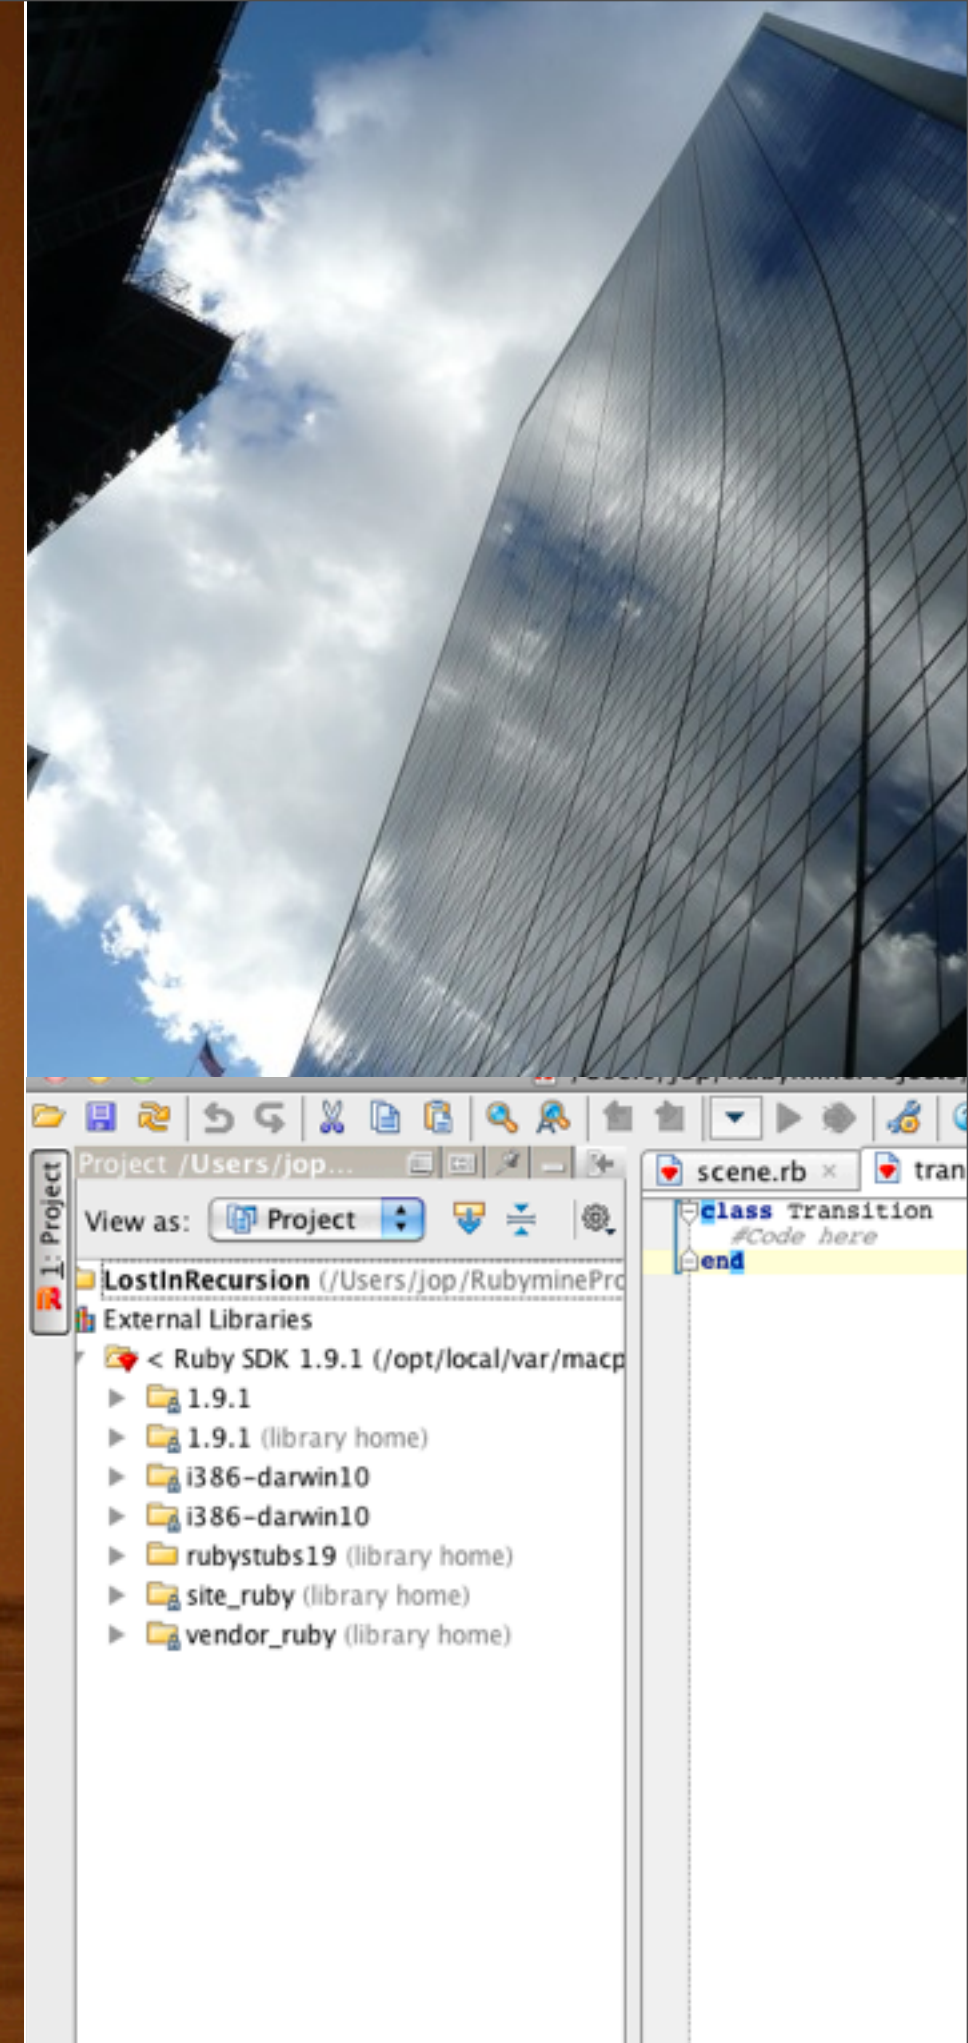 Project /Users/jop...
1: Project
View as: Project
LostInRecursion (/Users/jop/RubyminePro
External Libraries
< Ruby SDK 1.9.1 (/opt/local/var/macp
1.9.1
1.9.1 (library home)
i386-darwin10
i386-darwin10
rubystubs19 (library home)
site_ruby (library home)
vendor_ruby (library home)
scene.rb
tran
class Transition
#Code here
end